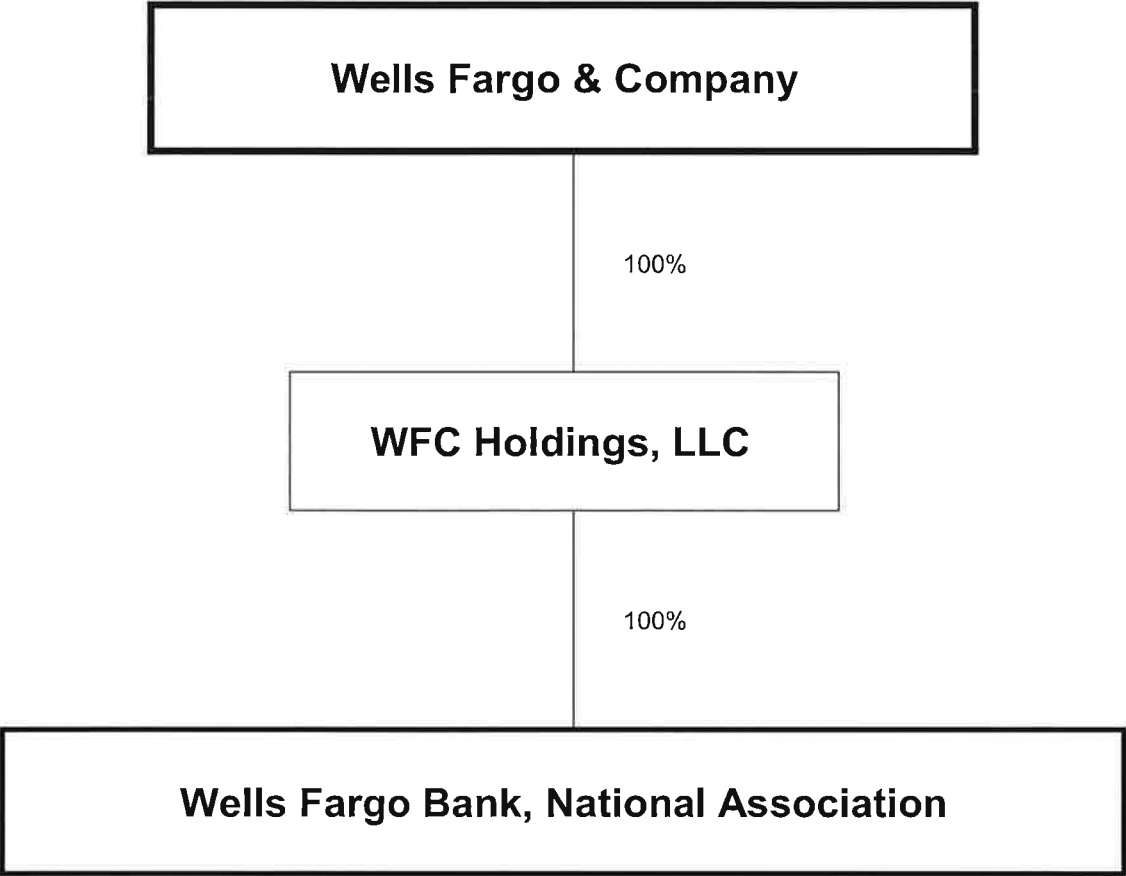 Wells Fargo & Company
100%
WFC Holdings, LLC
100%
Wells Fargo Bank, National Association